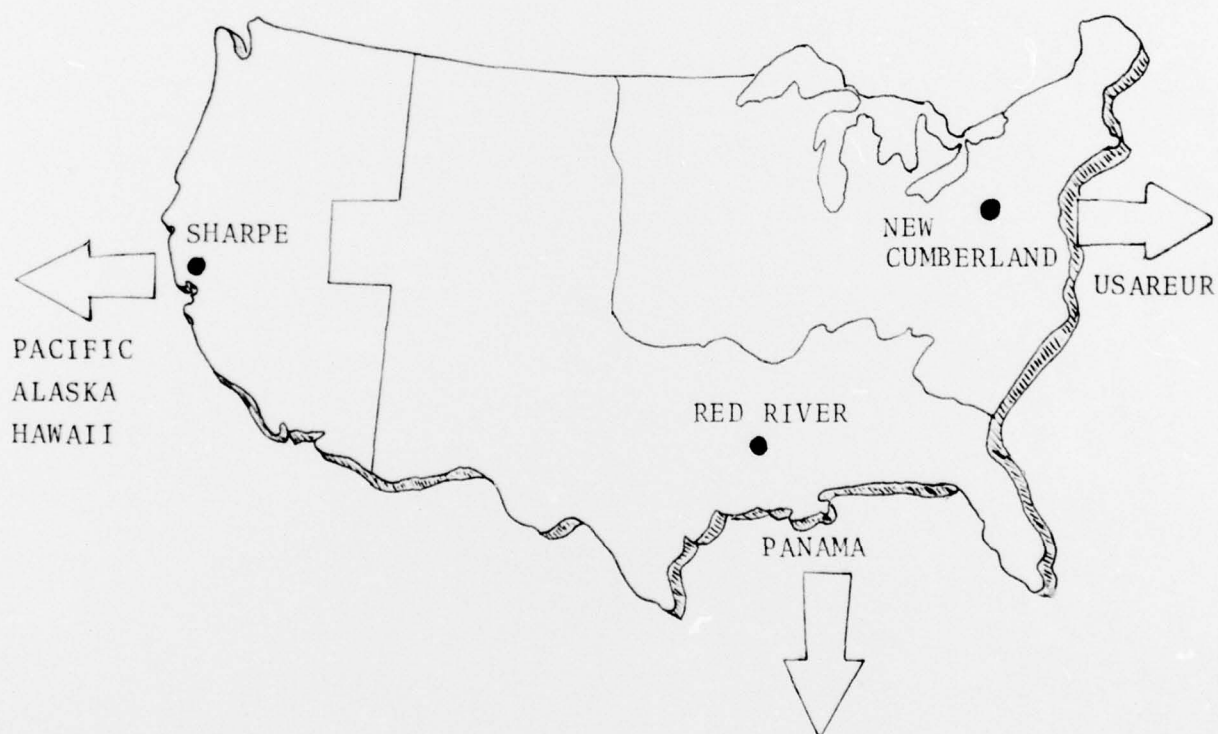 SHARPE
PACIFIC
ALASKA
HAWAII
NEW
CUMBERLAND
USAREUR
RED RIVER
PANAMA